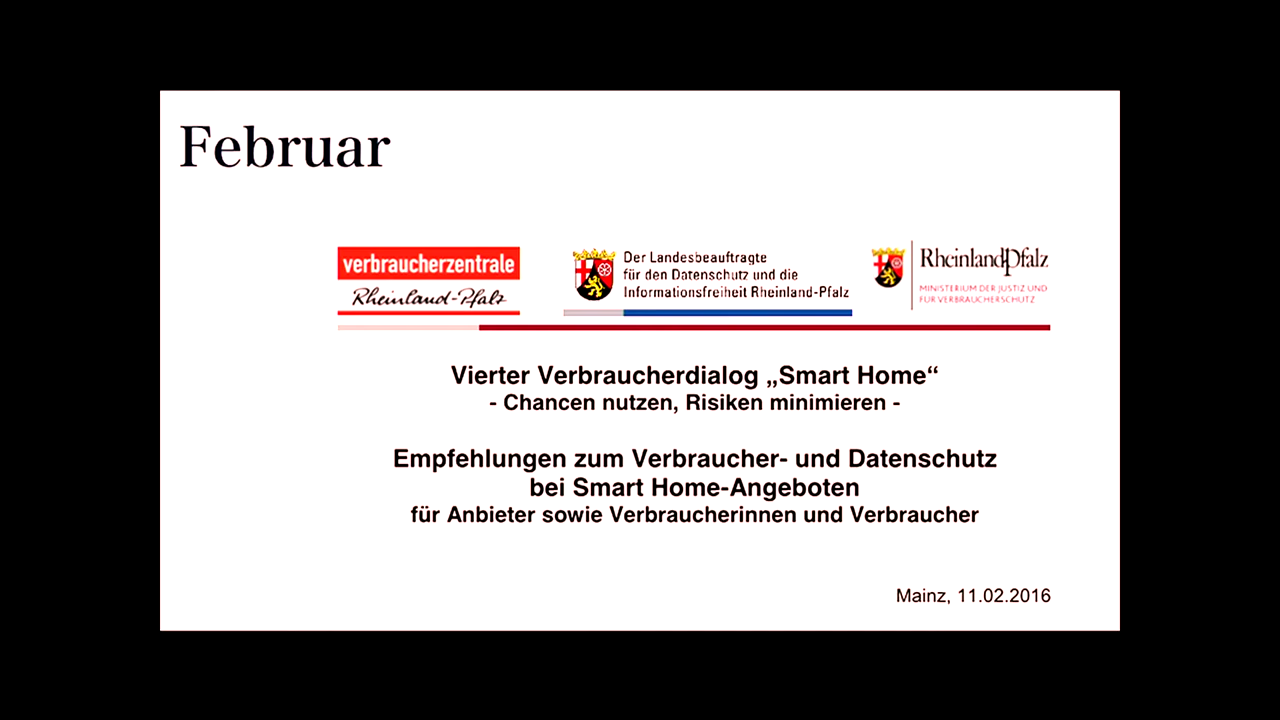 Februar
verbraucherzentrale
Rheinland-Pfalz
Der Landesbeauftragte
für den Datenschutz und die
Informationsfreiheit Rheinland-Pfalz
RheinlandPfalz
MINISTERIUM DER JUSTIZ UND
FÜR VERBRAUCHERSCHUTZ
Vierter Verbraucherdialog „Smart Home“
- Chancen nutzen, Risiken minimieren -
Empfehlungen zum Verbraucher- und Datenschutz
bei Smart Home-Angeboten
für Anbieter sowie Verbraucherinnen und Verbraucher
Mainz, 11.02.2016